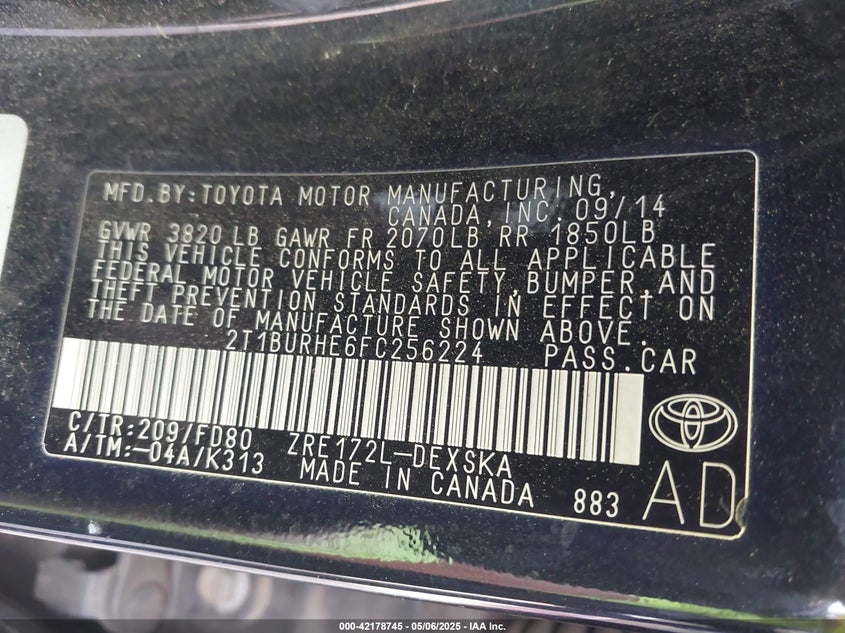 MFD.BY:TOYOTA MOTOR MANUFACTURING,
CANADA,INC. 09/14
GVWR 3820 LB GAWR FR 2070LB RR 1850LB
THIS VEHICLE CONFORMS TO ALL APPLICABLE
FEDERAL MOTOR VEHICLE SAFETY,BUMPER,AND
THEFT PREVENTION STANDARDS IN EFFECT ON
THE DATE OF MANUFACTURE SHOWN ABOVE.
2T1BURHE6FC256224 PASS.CAR
C/TR:209/FD80 ZRE172L-DEXSKA
A/TM:-04A/K313 MADE IN CANADA 883 AD
000-42178745 - 05/06/2025 - IAA Inc.